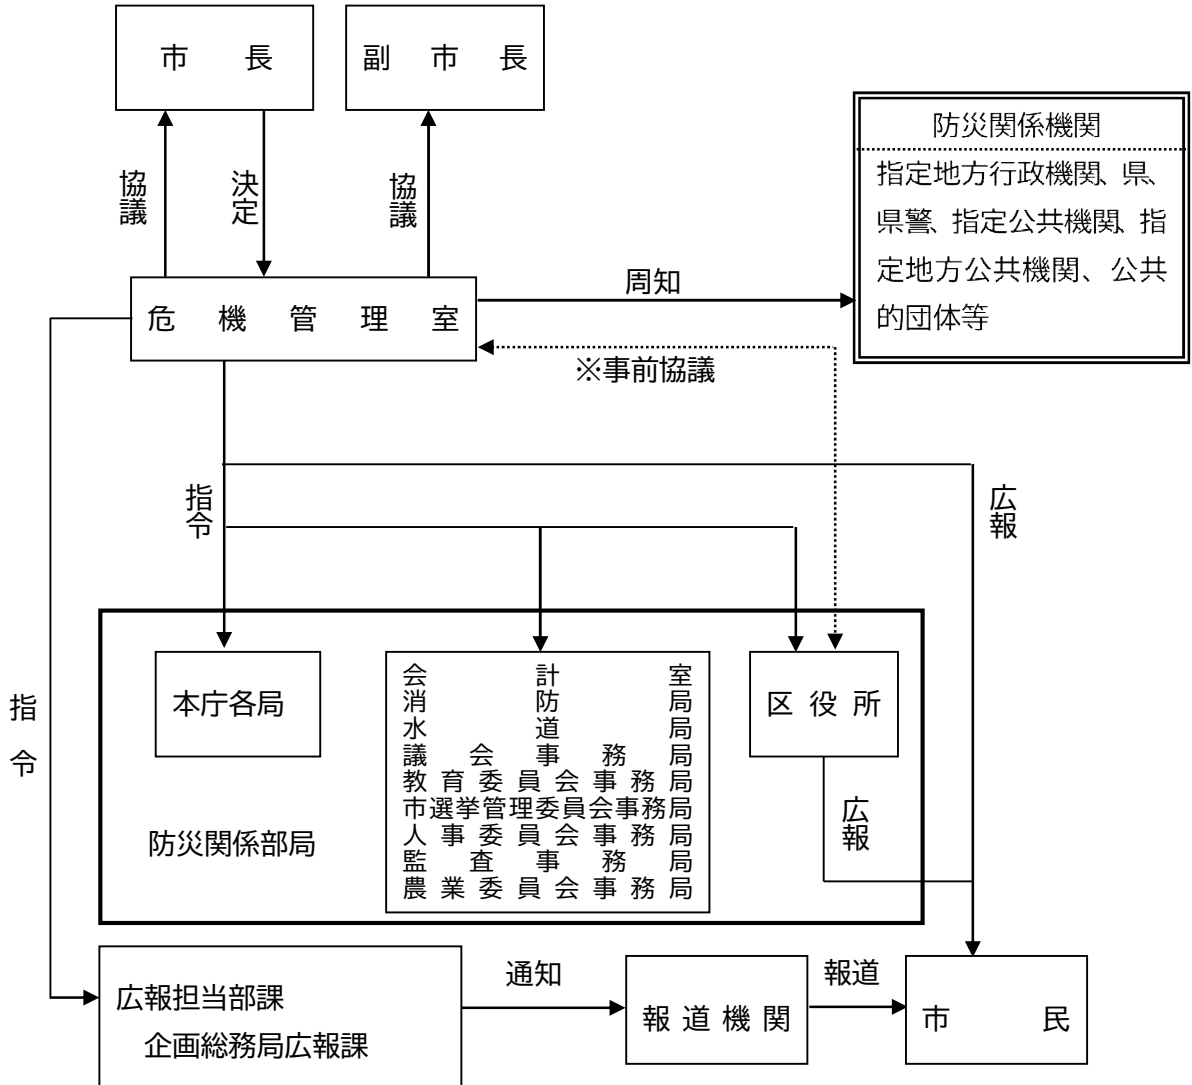 市長
副市長
防災関係機関
指定地方行政機関、県、
県警、指定公共機関、指
定地方公共機関、公共
的団体等
協議
決定
協議
周知
危機管理室
※事前協議
指令
広報
本庁各局
会計室
消防局
水道局
議会事務局
教育委員会事務局
市選挙管理委員会事務局
人事委員会事務局
監査事務局
農業委員会事務局
区役所
指令
防災関係部局
広報
広報担当部課
企画総務局広報課
通知
報道機関
報道
市民